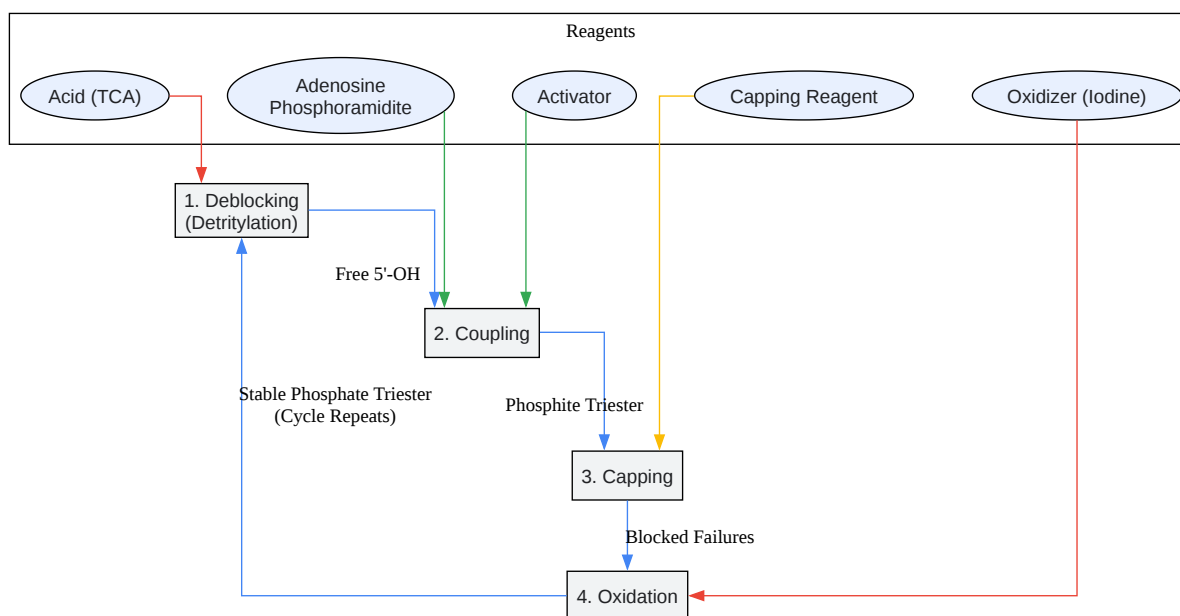 Reagents
Acid (TCA)
Adenosine
Phosphoramidite
Activator
Capping Reagent
Oxidizer (Iodine)
1. Deblocking
(Detritylation)
Free 5'-OH
2. Coupling
Stable Phosphate Triester
(Cycle Repeats)
Phosphite Triester
3. Capping
Blocked Failures
4. Oxidation